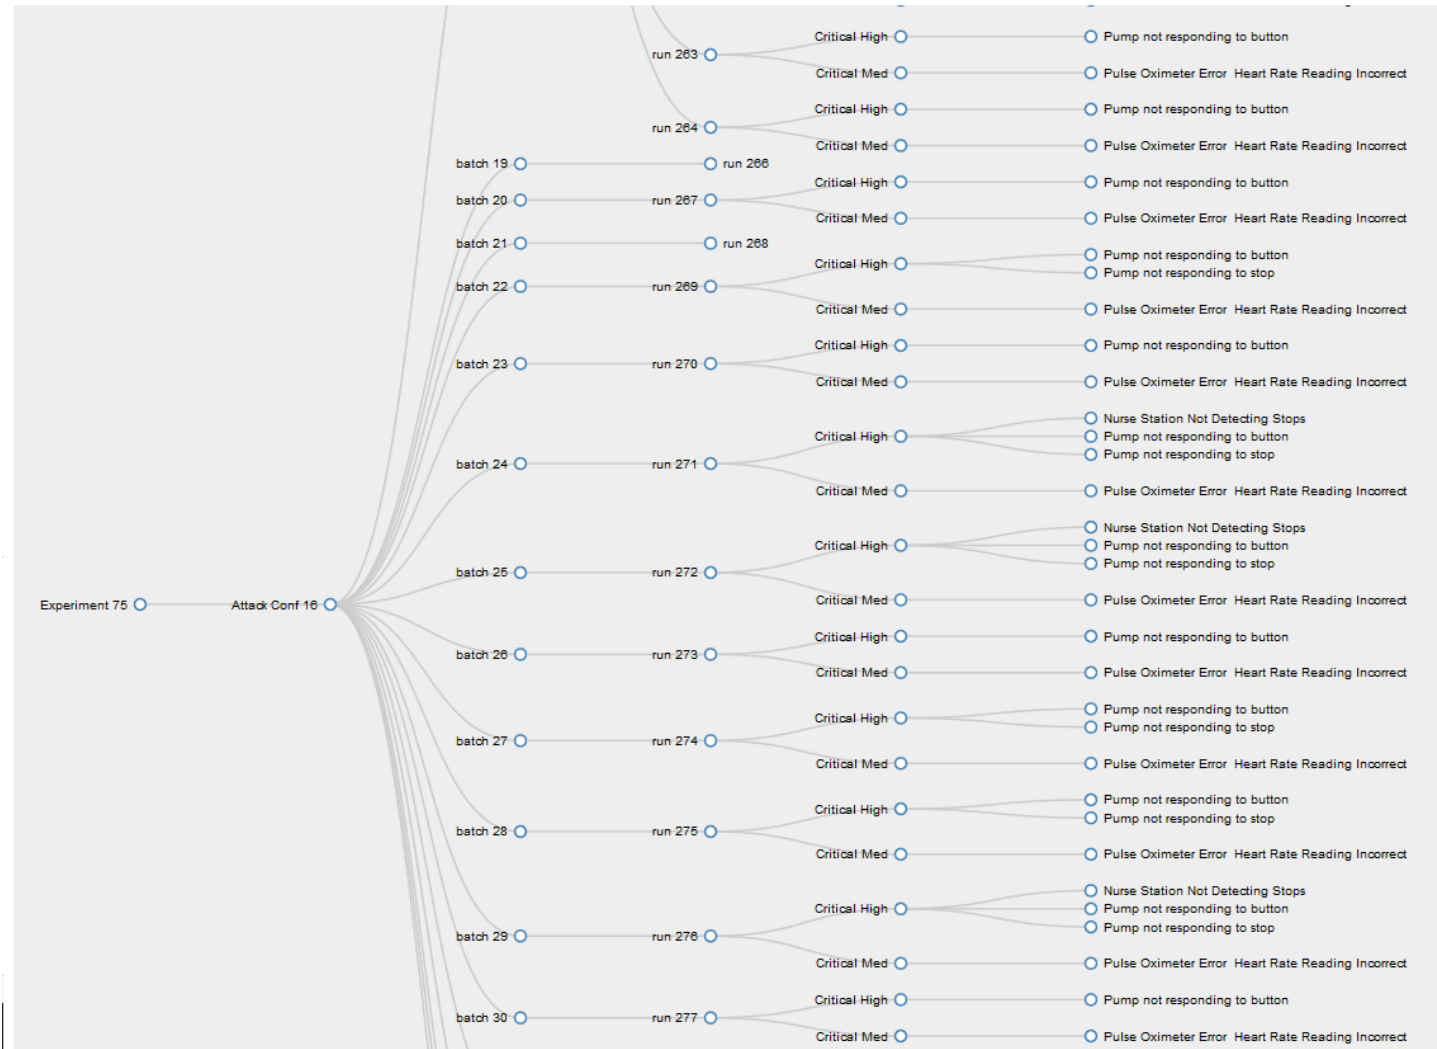 Critical High Pump not responding to button
run 263
Critical Med Pulse Oximeter Error Heart Rate Reading Incorrect
Critical High Pump not responding to button
run 264
Critical Med Pulse Oximeter Error Heart Rate Reading Incorrect
batch 19 run 266
Critical High Pump not responding to button
batch 20 run 267
Critical Med Pulse Oximeter Error Heart Rate Reading Incorrect
batch 21 run 268
Pump not responding to button
Critical High
Pump not responding to stop
batch 22 run 269
Critical Med Pulse Oximeter Error Heart Rate Reading Incorrect
Critical High Pump not responding to button
batch 23 run 270
Critical Med Pulse Oximeter Error Heart Rate Reading Incorrect
Nurse Station Not Detecting Stops
Critical High Pump not responding to button
Pump not responding to stop
batch 24 run 271
Critical Med Pulse Oximeter Error Heart Rate Reading Incorrect
Nurse Station Not Detecting Stops
Critical High Pump not responding to button
Pump not responding to stop
batch 25 run 272
Critical Med Pulse Oximeter Error Heart Rate Reading Incorrect
Experiment 75 Attack Conf 16
Critical High Pump not responding to button
batch 26 run 273
Critical Med Pulse Oximeter Error Heart Rate Reading Incorrect
Pump not responding to button
Critical High
Pump not responding to stop
batch 27 run 274
Critical Med Pulse Oximeter Error Heart Rate Reading Incorrect
Pump not responding to button
Critical High
Pump not responding to stop
batch 28 run 275
Critical Med Pulse Oximeter Error Heart Rate Reading Incorrect
Nurse Station Not Detecting Stops
Critical High Pump not responding to button
Pump not responding to stop
batch 29 run 276
Critical Med Pulse Oximeter Error Heart Rate Reading Incorrect
Critical High Pump not responding to button
batch 30 run 277
Critical Med Pulse Oximeter Error Heart Rate Reading Incorrect